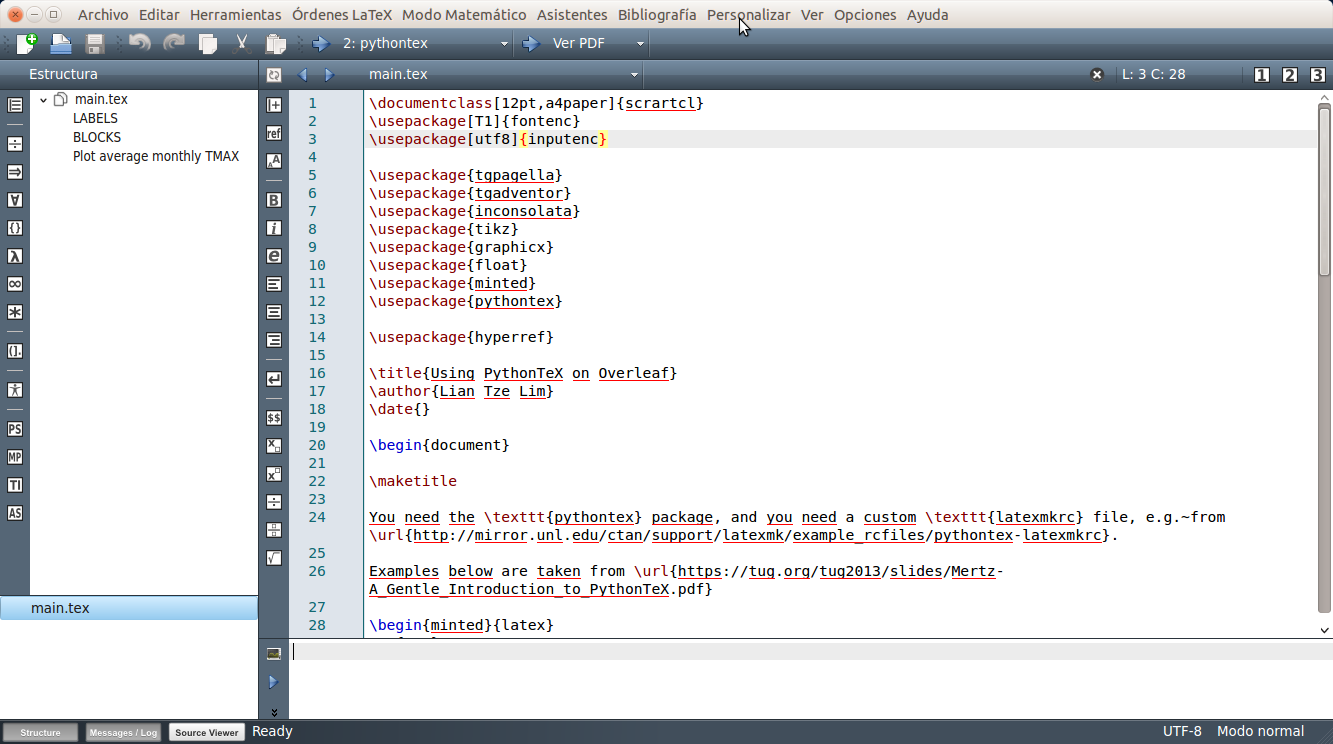 Archivo Editar Herramientas Órdenes LaTeX Modo Matemático Asistentes Bibliografía Personalizar Ver Opciones Ayuda
2: pythontex Ver PDF
Estructura main.tex L: 3 C: 28 1 2 3
main.tex
LABELS
BLOCKS
Plot average monthly TMAX
main.tex
ref
$$
PS
MP
TI
AS
1 \documentclass[12pt,a4paper]{scrartcl}
2 \usepackage[T1]{fontenc}
3 \usepackage[utf8]{inputenc}
4
5 \usepackage{tgpagella}
6 \usepackage{tgadventor}
7 \usepackage{inconsolata}
8 \usepackage{tikz}
9 \usepackage{graphicx}
10 \usepackage{float}
11 \usepackage{minted}
12 \usepackage{pythontex}
13
14 \usepackage{hyperref}
15
16 \title{Using PythonTeX on Overleaf}
17 \author{Lian Tze Lim}
18 \date{}
19
20 \begin{document}
21
22 \maketitle
23
24 You need the \texttt{pythontex} package, and you need a custom \texttt{latexmkrc} file, e.g.~from
\url{http://mirror.unl.edu/ctan/support/latexmk/example_rcfiles/pythontex-latexmkrc}.
25
26 Examples below are taken from \url{https://tug.org/tug2013/slides/Mertz-
A_Gentle_Introduction_to_PythonTeX.pdf}
27
28 \begin{minted}{latex}
Structure Messages / Log Source Viewer Ready UTF-8 Modo normal